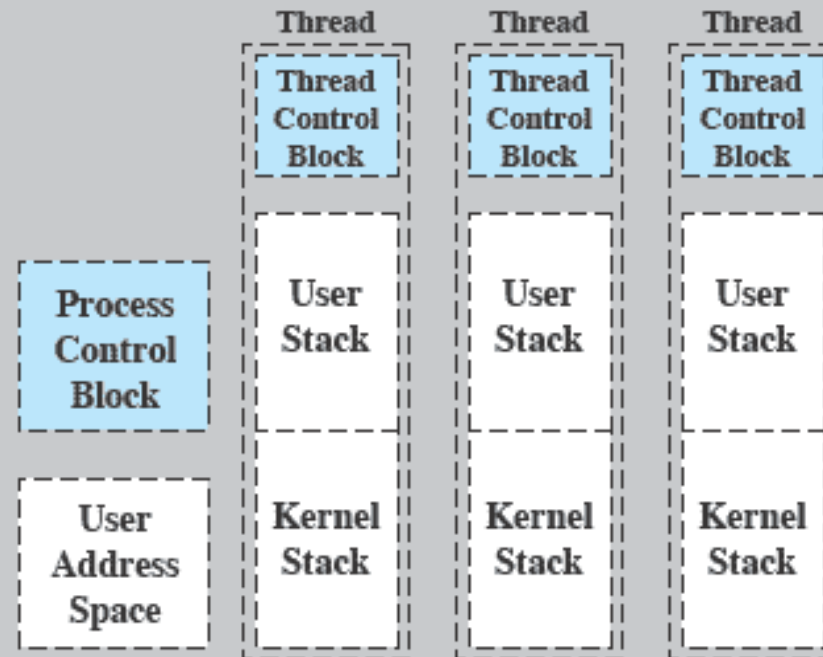 Thread
Thread
Control
Block
User
Stack
Kernel
Stack
Thread
Thread
Control
Block
User
Stack
Kernel
Stack
Thread
Thread
Control
Block
User
Stack
Kernel
Stack
Process
Control
Block
User
Address
Space